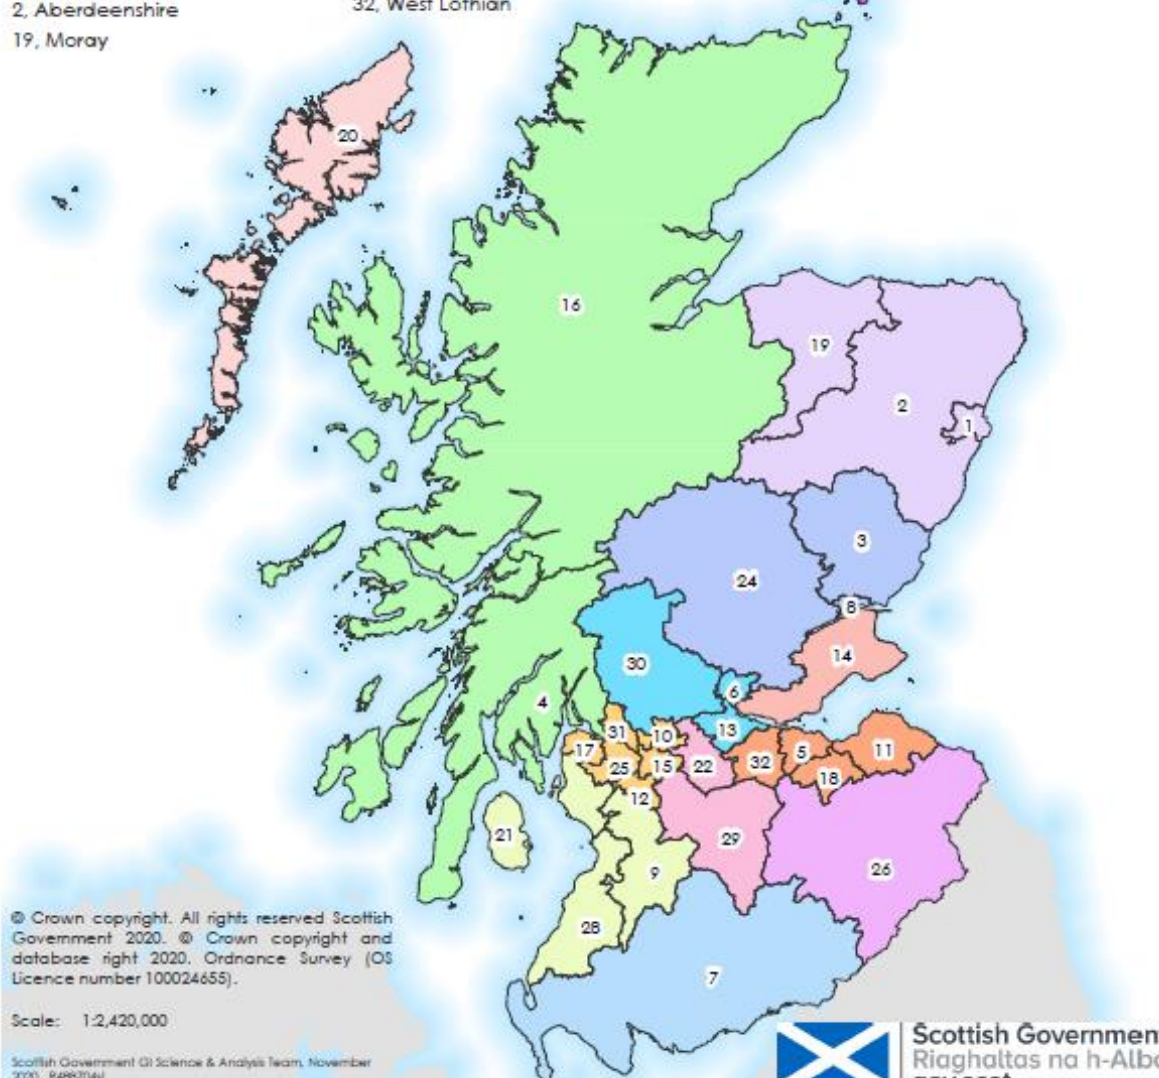 2, Aberdeenshire
32, West Lothian
19, Moray
20
16
19
2
1
3
24
8
14
30
6
4
31
10
13
17
5
11
25
15
22
32
18
12
21
29
9
26
28
7
© Crown copyright. All rights reserved Scottish
Government 2020. © Crown copyright and
database right 2020. Ordnance Survey (OS
Licence number 100024655).
Scale: 1:2,420,000
Scottish Government GI Science & Analysis Team, November
2020
Scottish Governmen
Riaghaltas na h-Alba